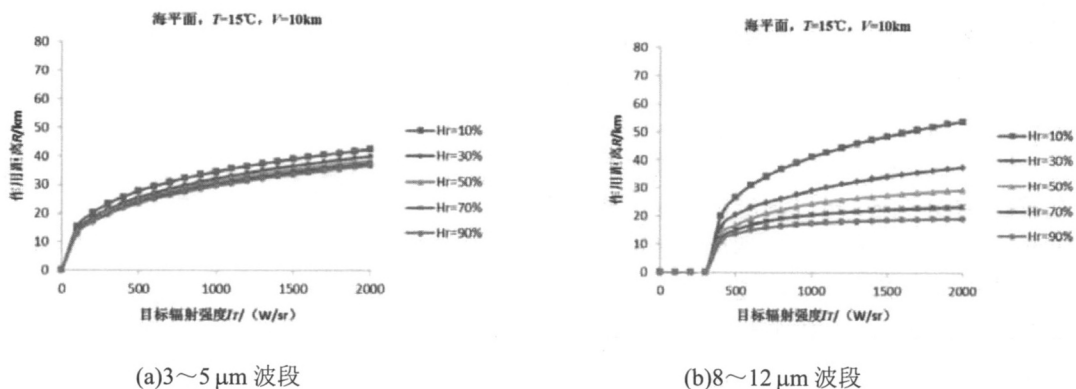 海平面，T=15℃，V=10km
作用距离R/km
80
70
60
50
40
30
20
10
0
0 500 1000 1500 2000
目标辐射强度IT/（W/sr）
Hr=10%
Hr=30%
Hr=50%
Hr=70%
Hr=90%
(a)3～5 μm 波段
海平面，T=15℃，V=10km
作用距离R/km
80
70
60
50
40
30
20
10
0
0 500 1000 1500 2000
目标辐射强度IT/（W/sr）
Hr=10%
Hr=30%
Hr=50%
Hr=70%
Hr=90%
(b)8～12 μm 波段